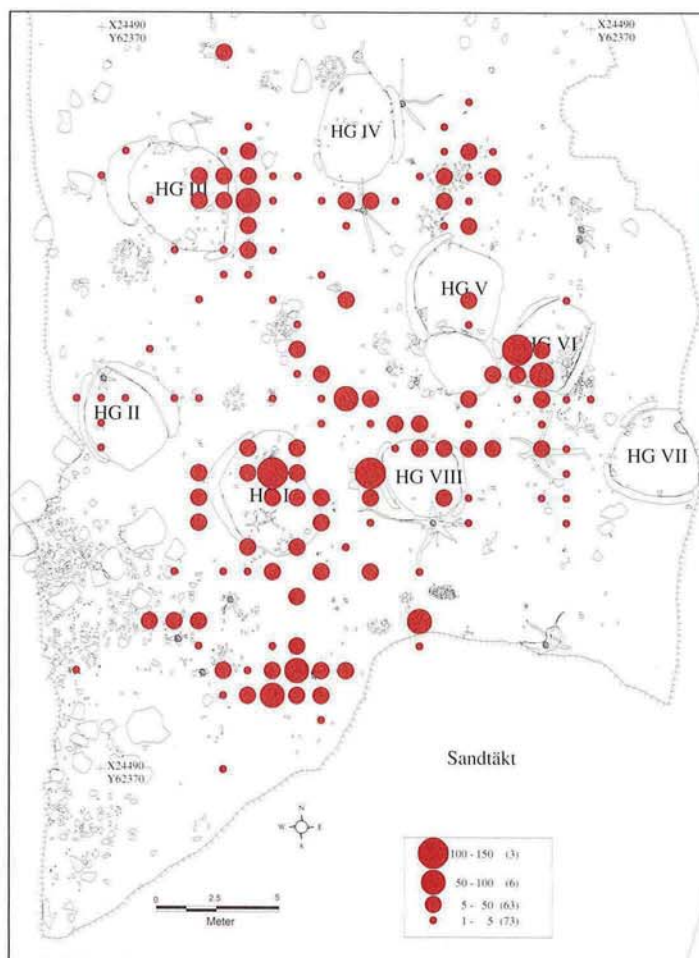 X24490
Y62370
X24490
Y62370
HG IV
HG III
HG V
HG VI
HG II
HG VII
HG I
HG VIII
X24490
Y62370
Sandtäkt
N
W E
S
0 2.5 5
Meter
100 - 150 (3)
50 - 100 (6)
5 - 50 (63)
1 - 5 (73)